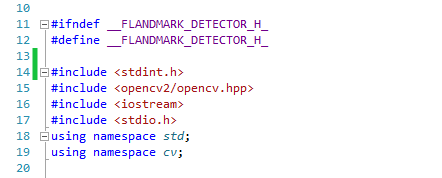 10
11 #ifndef __FLANDMARK_DETECTOR_H_
12 #define __FLANDMARK_DETECTOR_H_
13
14 #include <stdint.h>
15 #include <opencv2/opencv.hpp>
16 #include <iostream>
17 #include <stdio.h>
18 using namespace std;
19 using namespace cv;
20